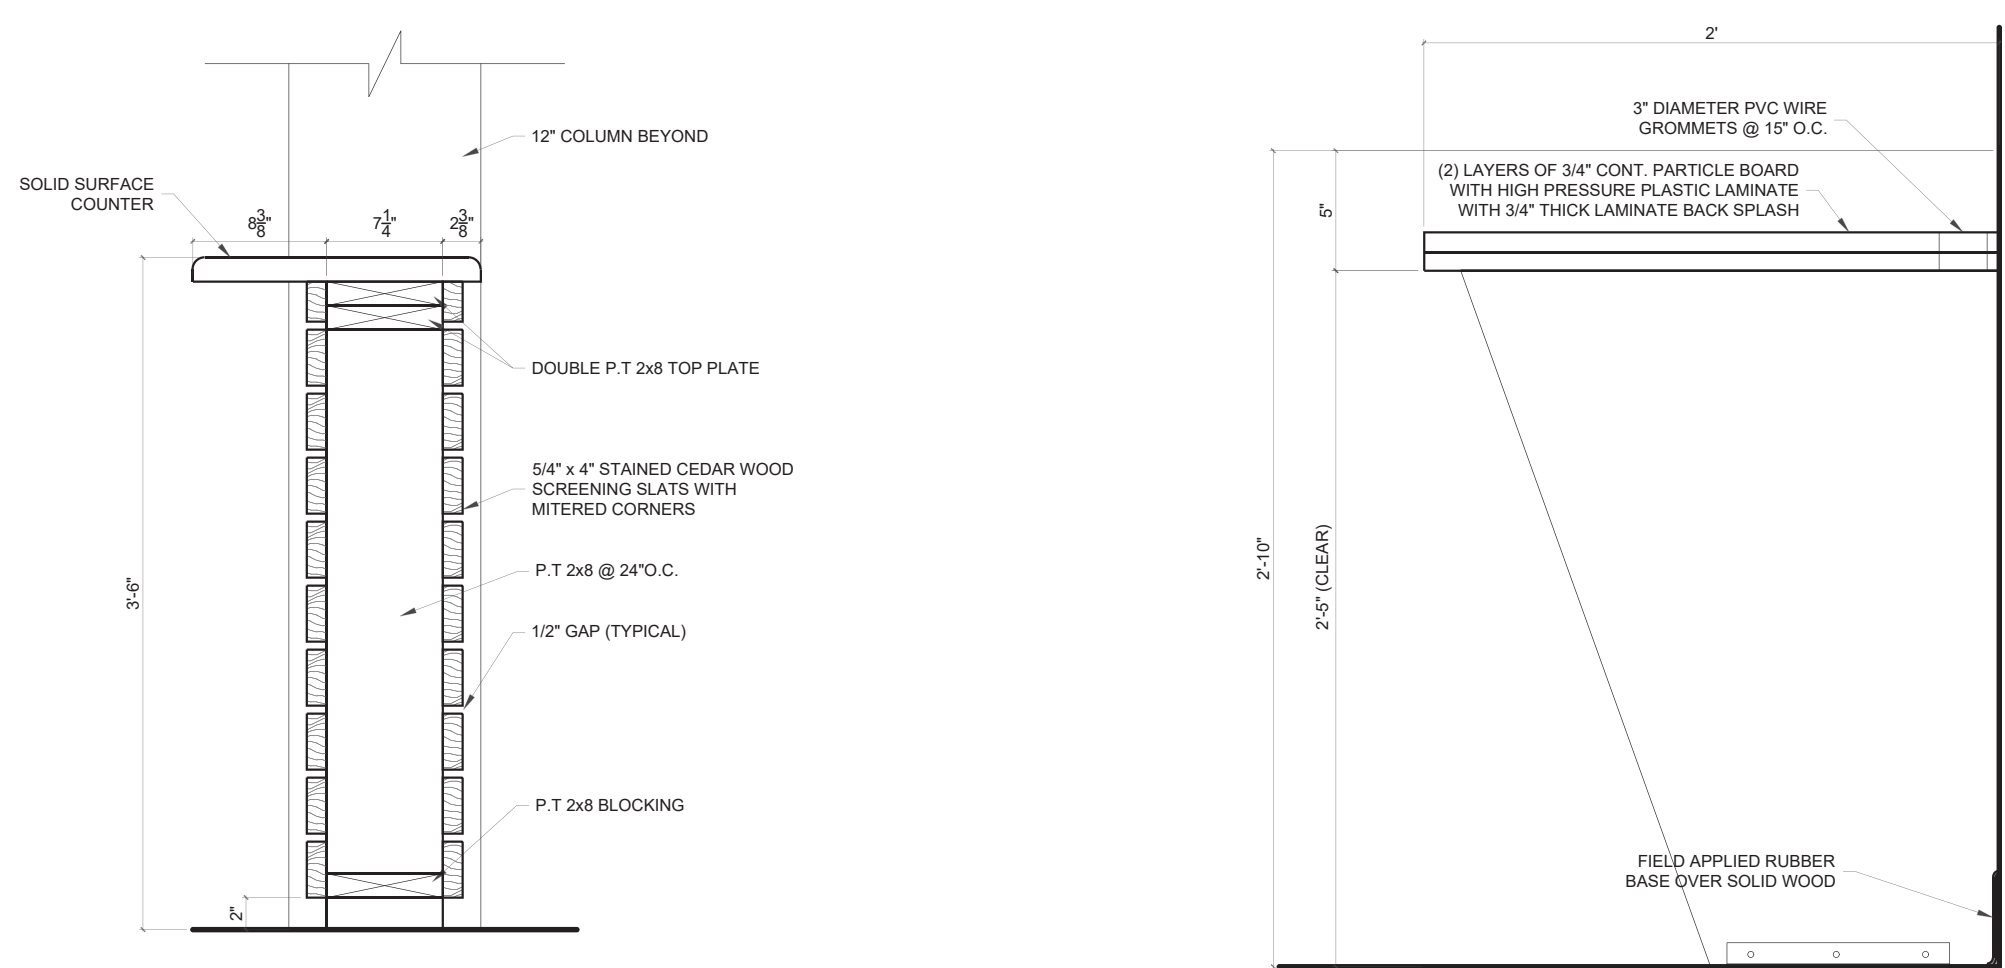 12" COLUMN BEYOND
SOLID SURFACE
COUNTER
8 3/8"
7 1/4"
2 3/8"
DOUBLE P.T 2x8 TOP PLATE
5/4" x 4" STAINED CEDAR WOOD
SCREENING SLATS WITH
MITERED CORNERS
P.T 2x8 @ 24"O.C.
3'-6"
1/2" GAP (TYPICAL)
P.T 2x8 BLOCKING
2"
2'
3" DIAMETER PVC WIRE
GROMMETS @ 15" O.C.
(2) LAYERS OF 3/4" CONT. PARTICLE BOARD
WITH HIGH PRESSURE PLASTIC LAMINATE
WITH 3/4" THICK LAMINATE BACK SPLASH
5"
2'-10"
2'-5" (CLEAR)
FIELD APPLIED RUBBER
BASE OVER SOLID WOOD